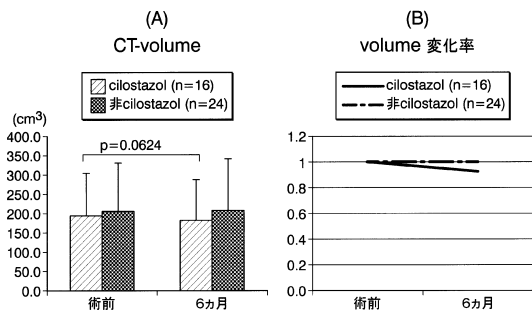 (A)
CT-volume
cilostazol (n=16)
非cilostazol (n=24)
(cm³)
400.0
350.0
300.0
250.0
200.0
150.0
100.0
50.0
0.0
p=0.0624
術前
6ヵ月
(B)
volume 変化率
cilostazol (n=16)
非cilostazol (n=24)
1.2
1
0.8
0.6
0.4
0.2
0
術前
6ヵ月